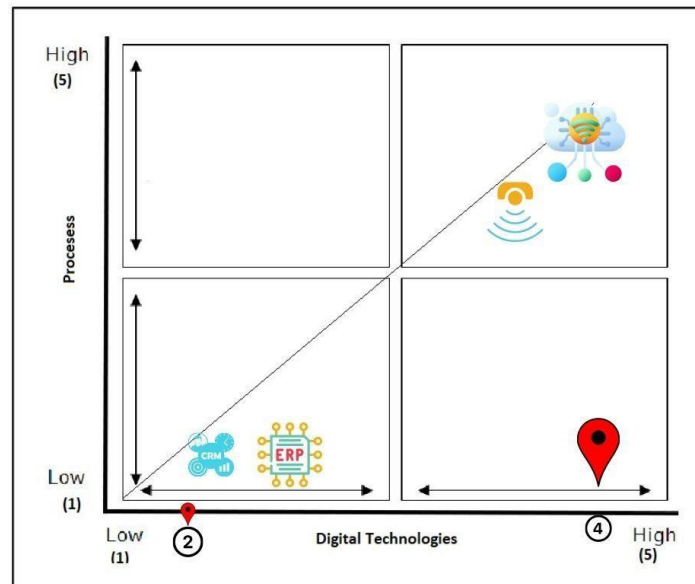 High
(5)
Procesess
CRM
ERP
Low
(1)
Low
(1)
2
Digital Technologies
4
High
(5)